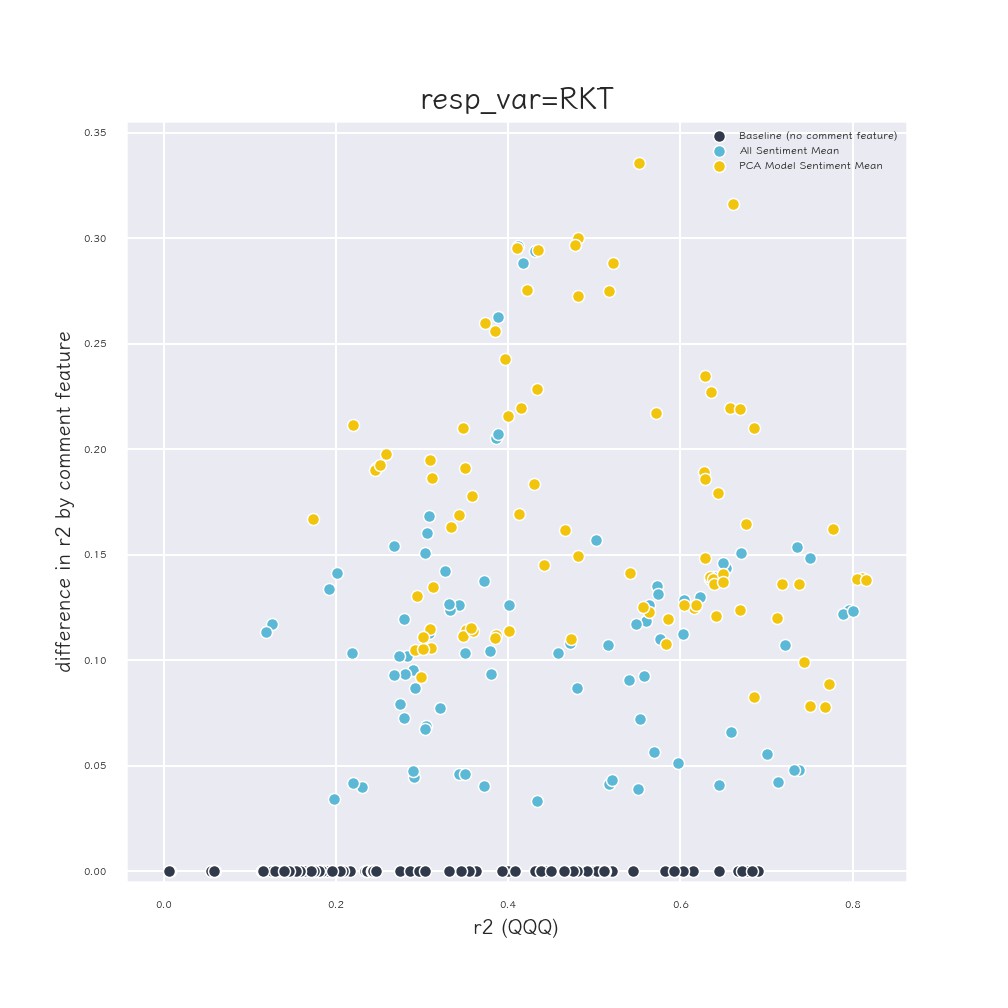 resp_var=RKT
Baseline (no comment feature)
All Sentiment Mean
PCA Model Sentiment Mean
difference in r2 by comment feature
0.35
0.30
0.25
0.20
0.15
0.10
0.05
0.00
0.0 0.2 0.4 0.6 0.8
r2 (QQQ)